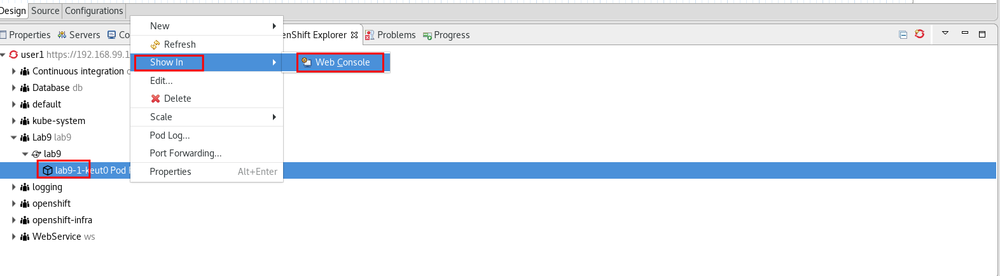 Design Source Configurations
Properties Servers Co nShift Explorer Problems Progress
New
Refresh
Show In
Web Console
Edit...
Delete
Scale
Pod Log...
Port Forwarding...
Properties Alt+Enter
user1 https://192.168.99.1
Continuous integration
Database db
default
kube-system
Lab9 lab9
lab9
lab9-1-keut0 Pod
logging
openshift
openshift-infra
WebService ws